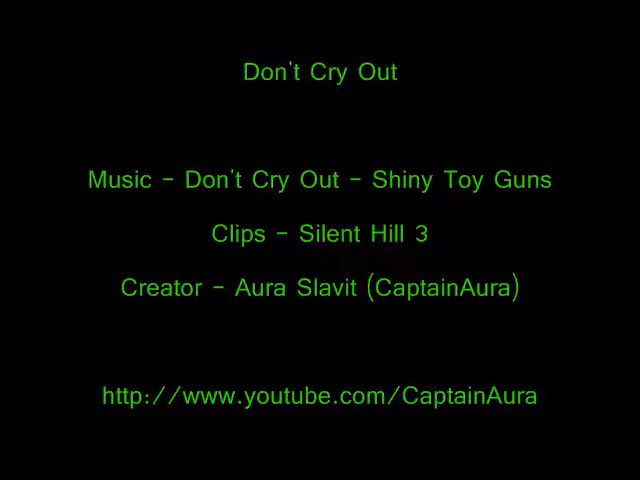 Don't Cry Out
Music - Don't Cry Out - Shiny Toy Guns
Clips - Silent Hill 3
Creator - Aura Slavit (CaptainAura)
http://www.youtube.com/CaptainAura